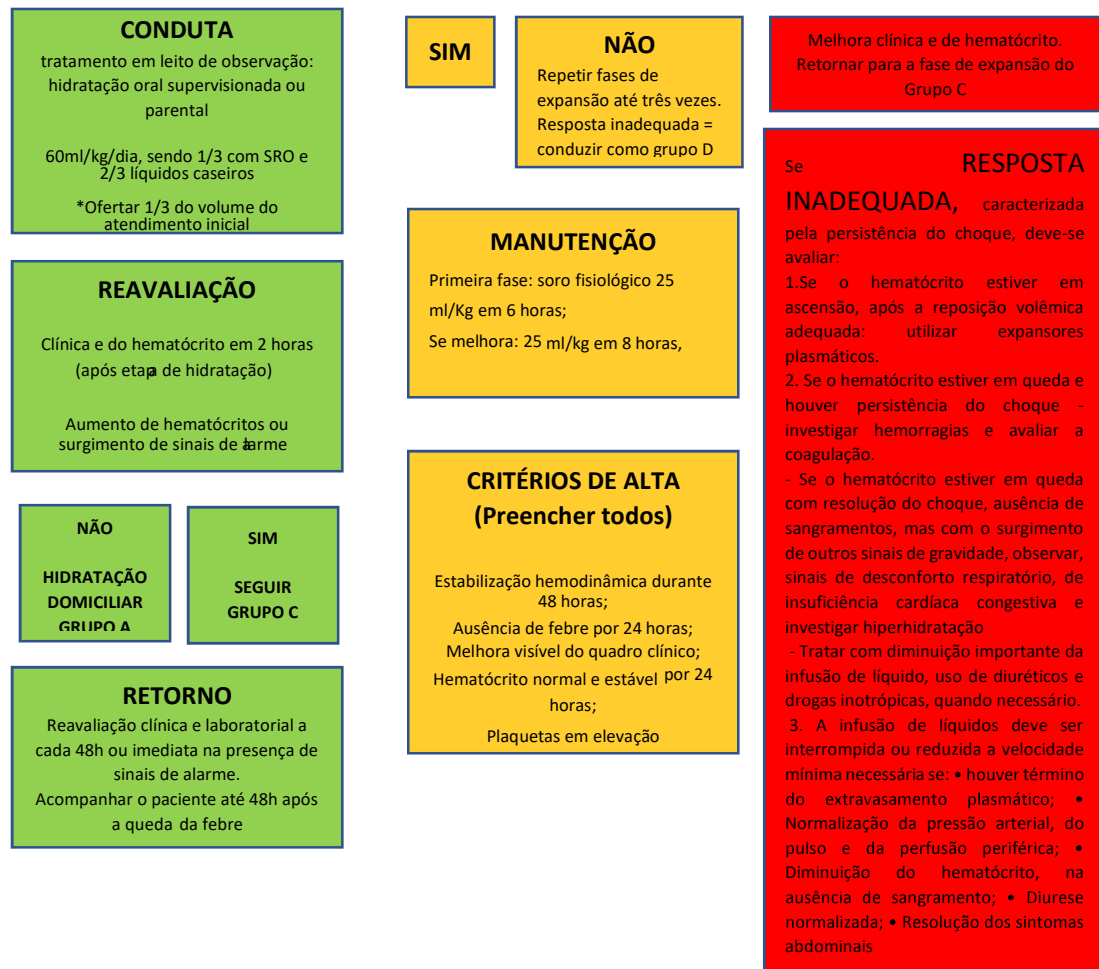 CONDUTA
tratamento em leito de observação:
hidratação oral supervisionada ou
parental
60ml/kg/dia, sendo 1/3 com SRO e
2/3 líquidos caseiros
*Ofertar 1/3 do volume do
atendimento inicial
REAVALIAÇÃO
Clínica e do hematócrito em 2 horas
(após etapa de hidratação)
Aumento de hematócritos ou
surgimento de sinais de alarme
NÃO
HIDRATAÇÃO
DOMICILIAR
GRUPO A
SIM
SEGUIR
GRUPO C
RETORNO
Reavaliação clínica e laboratorial a
cada 48h ou imediata na presença de
sinais de alarme.
Acompanhar o paciente até 48h após
a queda da febre
SIM
NÃO
Repetir fases de
expansão até três vezes.
Resposta inadequada =
conduzir como grupo D
MANUTENÇÃO
Primeira fase: soro fisiológico 25
ml/Kg em 6 horas;
Se melhora: 25 ml/kg em 8 horas,
CRITÉRIOS DE ALTA
(Preencher todos)
Estabilização hemodinâmica durante
48 horas;
Ausência de febre por 24 horas;
Melhora visível do quadro clínico;
Hematócrito normal e estável por 24
horas;
Plaquetas em elevação
Melhora clínica e de hematócrito.
Retornar para a fase de expansão do
Grupo C
Se RESPOSTA
INADEQUADA, caracterizada
pela persistência do choque, deve-se
avaliar:
1.Se o hematócrito estiver em
ascensão, após a reposição volêmica
adequada: utilizar expansores
plasmáticos.
2. Se o hematócrito estiver em queda e
houver persistência do choque -
investigar hemorragias e avaliar a
coagulação.
- Se o hematócrito estiver em queda
com resolução do choque, ausência de
sangramentos, mas com o surgimento
de outros sinais de gravidade, observar,
sinais de desconforto respiratório, de
insuficiência cardíaca congestiva e
investigar hiperhidratação
- Tratar com diminuição importante da
infusão de líquido, uso de diuréticos e
drogas inotrópicas, quando necessário.
3. A infusão de líquidos deve ser
interrompida ou reduzida a velocidade
mínima necessária se: • houver término
do extravasamento plasmático; •
Normalização da pressão arterial, do
pulso e da perfusão periférica; •
Diminuição do hematócrito, na
ausência de sangramento; • Diurese
normalizada; • Resolução dos sintomas
abdominais